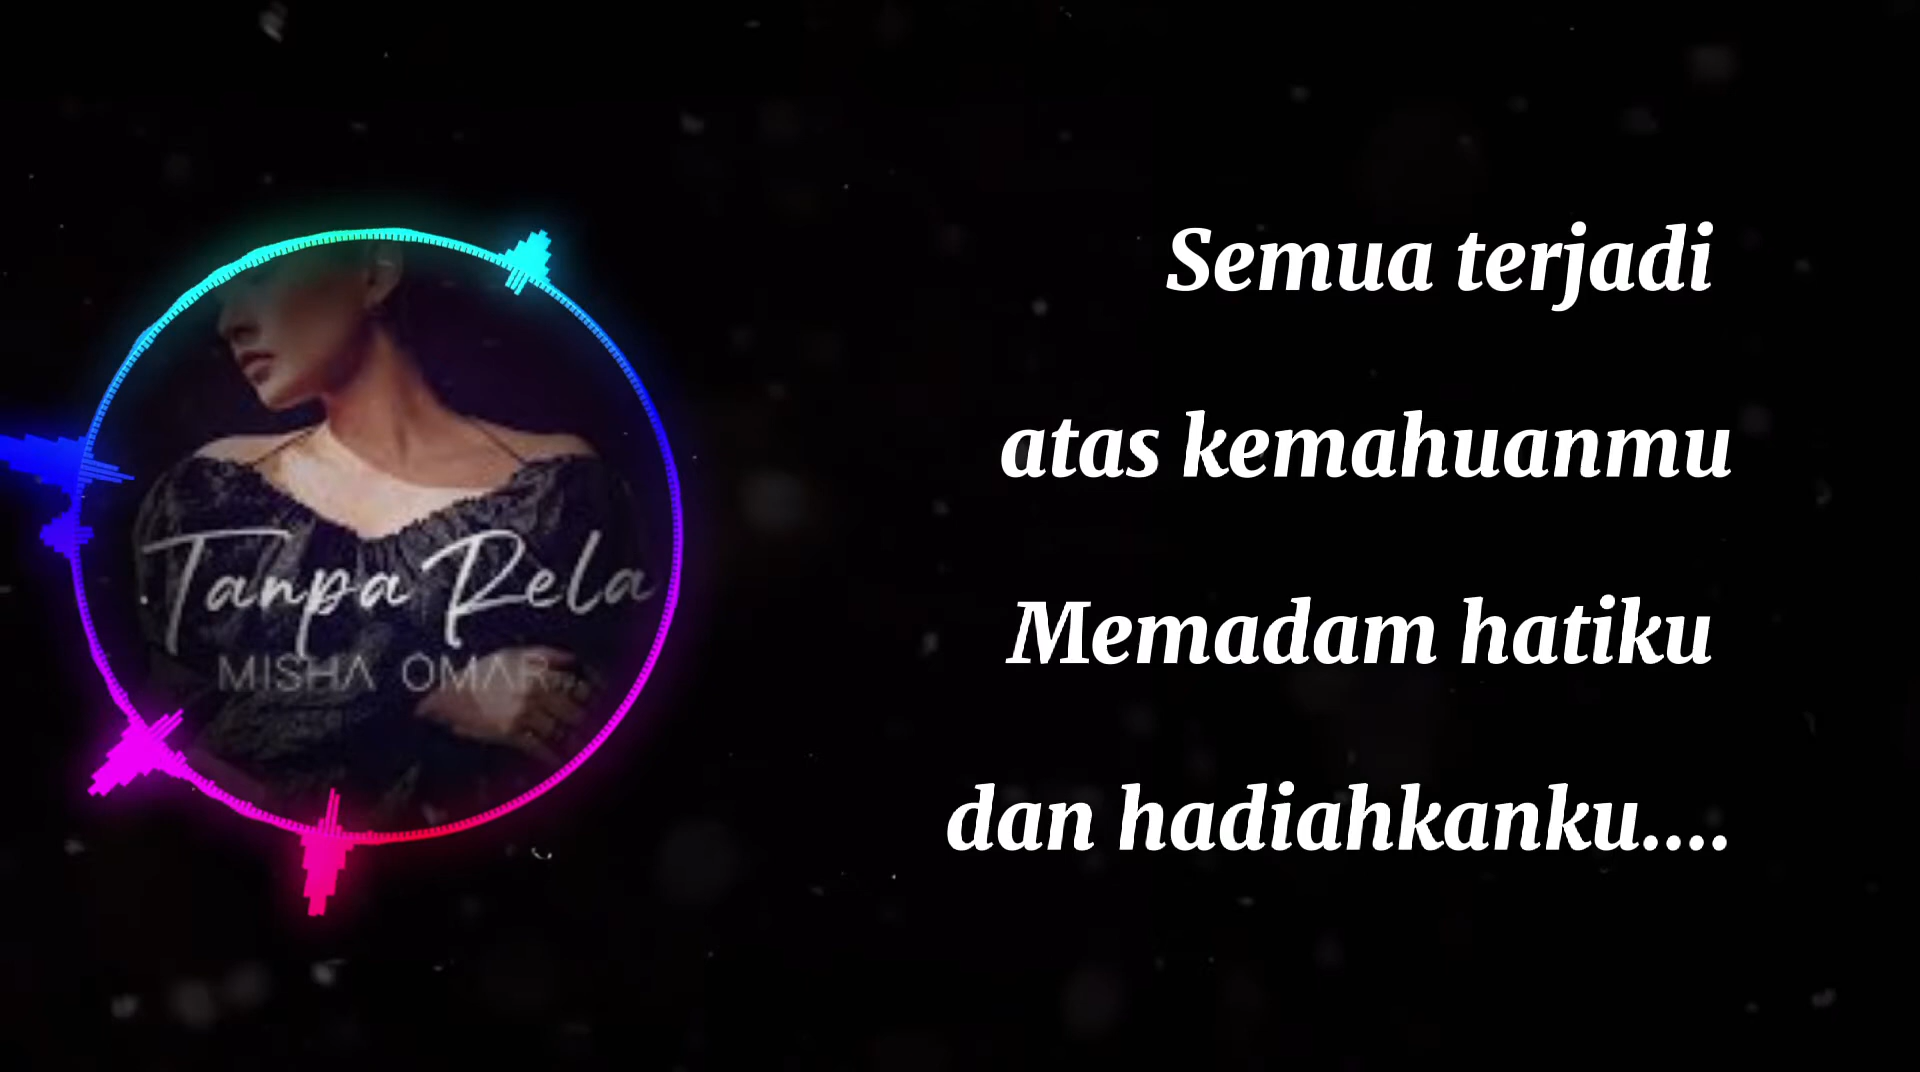 Tanpa Rela
MISHA OMAR
Semua terjadi
atas kemahuanmu
Memadam hatiku
dan hadiahkanku....